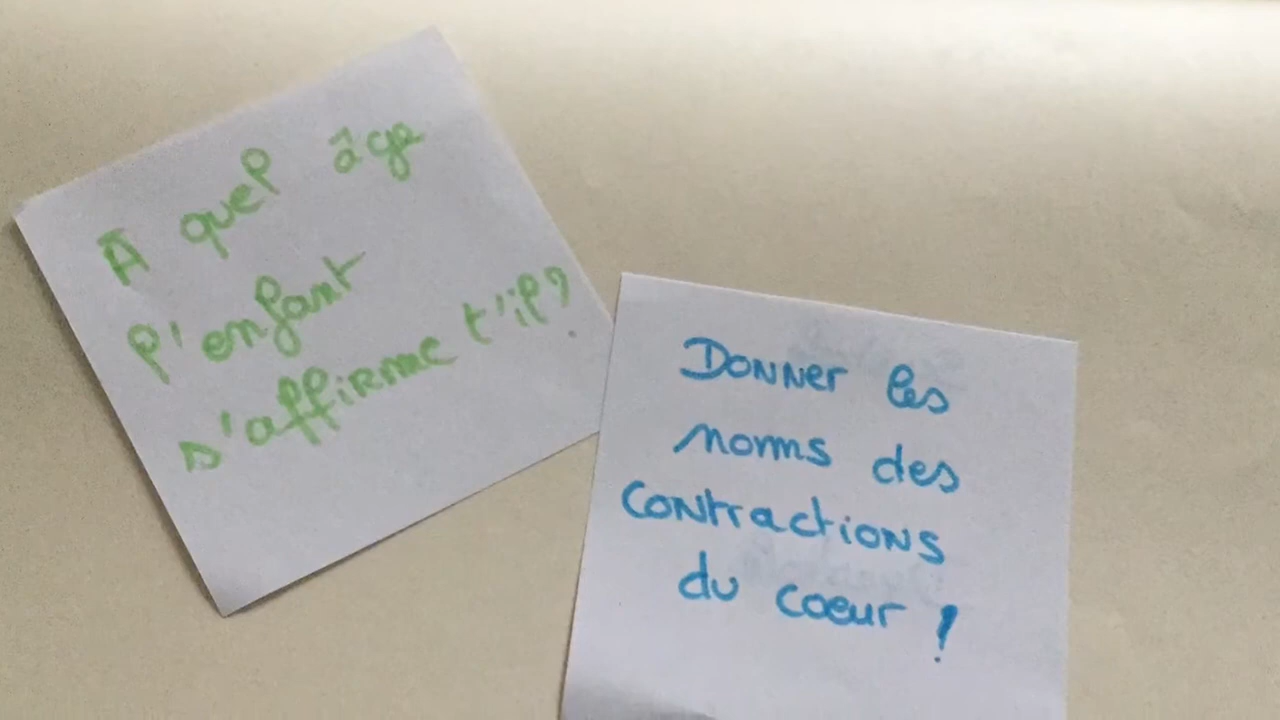 A quel âge
l'enfant
s'affirme t'il?
Donner les
noms des
contractions
du coeur !